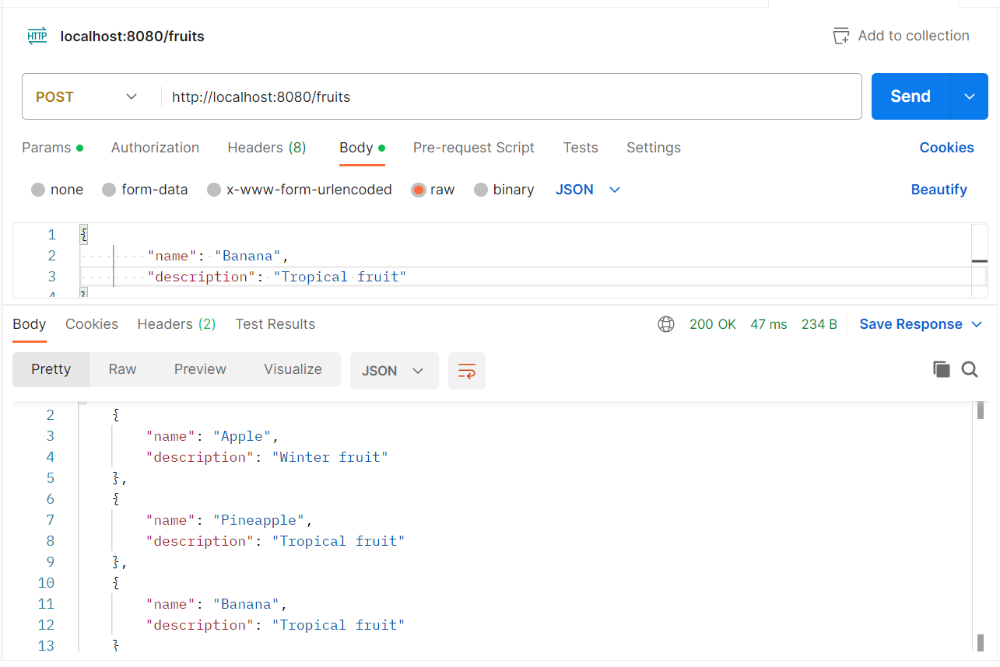 HTTP localhost:8080/fruits Add to collection
POST http://localhost:8080/fruits Send
Params Authorization Headers (8) Body Pre-request Script Tests Settings Cookies
none form-data x-www-form-urlencoded raw binary JSON Beautify
1 {
2 "name": "Banana",
3 "description": "Tropical fruit"
4 }
Body Cookies Headers (2) Test Results 200 OK 47 ms 234 B Save Response
Pretty Raw Preview Visualize JSON
2 {
3 "name": "Apple",
4 "description": "Winter fruit"
5 },
6 {
7 "name": "Pineapple",
8 "description": "Tropical fruit"
9 },
10 {
11 "name": "Banana",
12 "description": "Tropical fruit"
13 }